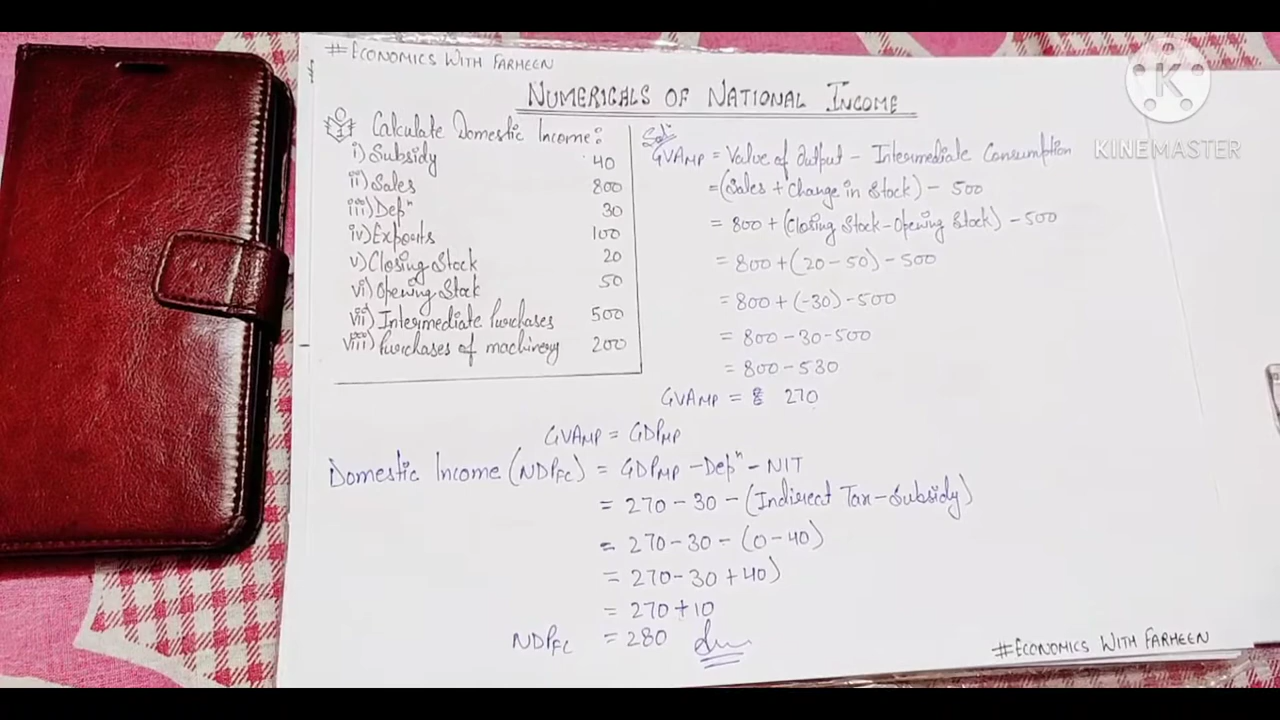 #ECONOMICS WITH FARHEEN
NUMERICALS OF NATIONAL INCOME
Calculate Domestic Income:
i) Subsidy 40
ii) Sales 800
iii) Depⁿ 30
iv) Exports 100
v) Closing Stock 20
vi) Opening Stock 50
vii) Intermediate Purchases 500
viii) Purchases of machinery 200
Solⁿ
GVAMP = Value of Output - Intermediate Consumption
= (Sales + Change in Stock) - 500
= 800 + (Closing Stock - Opening Stock) - 500
= 800 + (20 - 50) - 500
= 800 + (-30) - 500
= 800 - 30 - 500
= 800 - 530
GVAMP = 270
GVAMP = GDPMP
Domestic Income (NDPFC) = GDPMP - Depⁿ - NIT
= 270 - 30 - (Indirect Tax - Subsidy)
= 270 - 30 - (0 - 40)
= 270 - 30 + 40)
= 270 + 10
NDPFC = 280
#ECONOMICS WITH FARHEEN
K
KINEMASTER